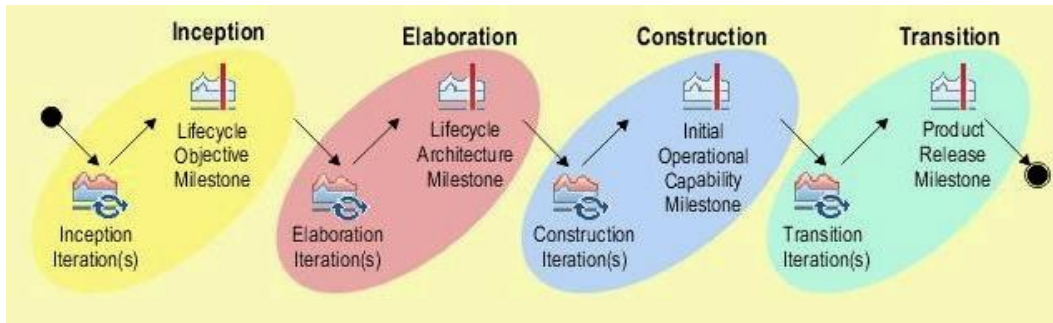 Inception
Elaboration
Construction
Transition
Lifecycle
Objective
Milestone
Inception
Iteration(s)
Lifecycle
Architecture
Milestone
Elaboration
Iteration(s)
Initial
Operational
Capability
Milestone
Construction
Iteration(s)
Product
Release
Milestone
Transition
Iteration(s)